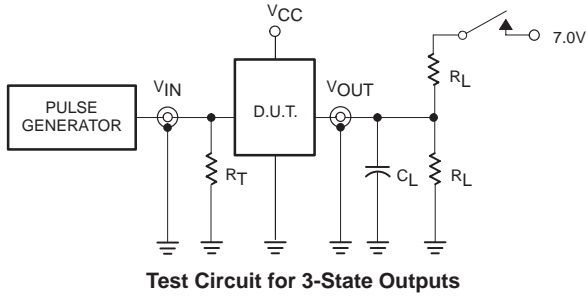 VCC
7.0V
VIN
VOUT
RL
PULSE
GENERATOR
D.U.T.
RT
CL
RL
Test Circuit for 3-State Outputs